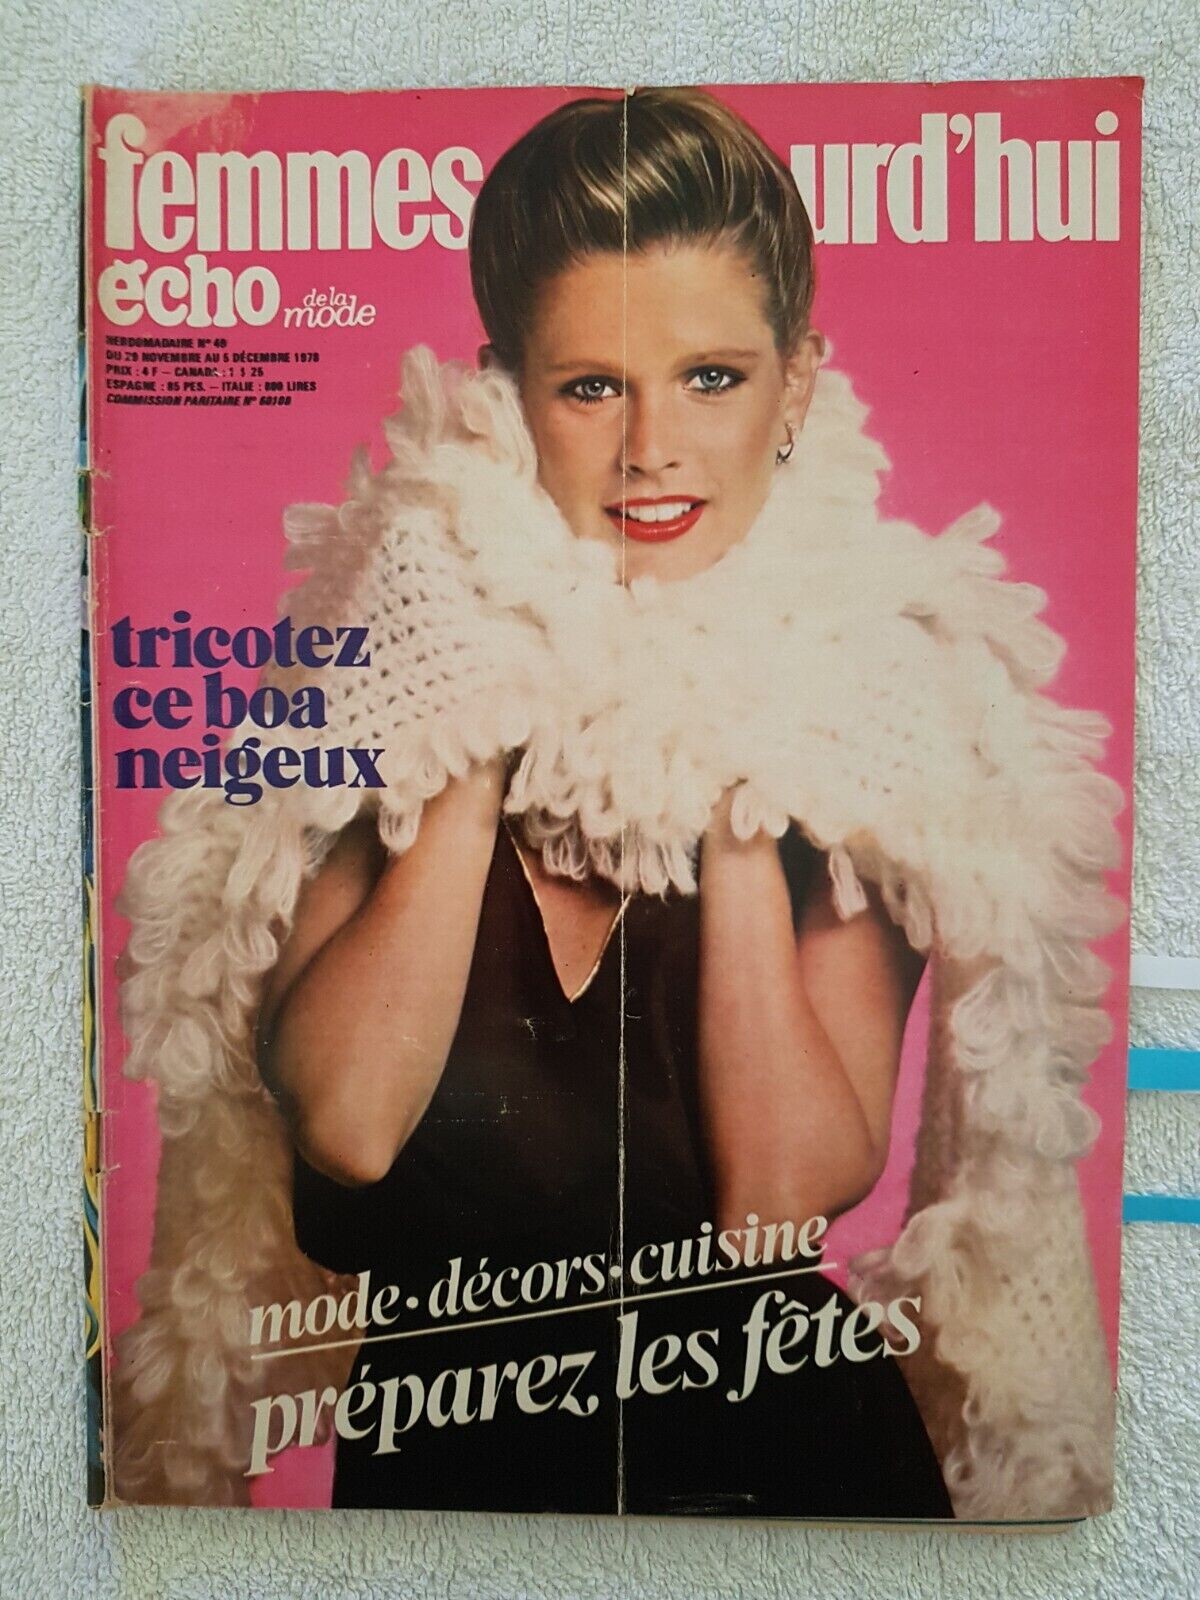 femmes urd'hui
écho de la mode
HEBDOMADAIRE N° 49
DU 29 NOVEMBRE AU 5 DÉCEMBRE 1978
PRIX : 4 F – CANADA : 1 $ 25
ESPAGNE : 85 PES. – ITALIE : 800 LIRES
COMMISSION PARITAIRE N° 60108
tricotez
ce boa
neigeux
mode • décors • cuisine
préparez les fêtes